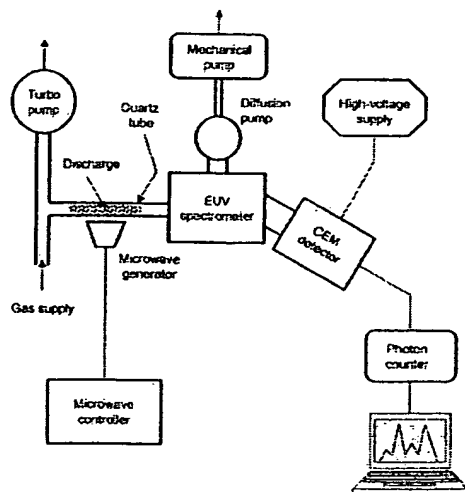 Mechanical
pump
Turbo
pump
Quartz
tube
Diffusion
pump
High-voltage
supply
Discharge
EUV
spectrometer
CEM
detector
Microwave
generator
Gas supply
Photon
counter
Microwave
controller